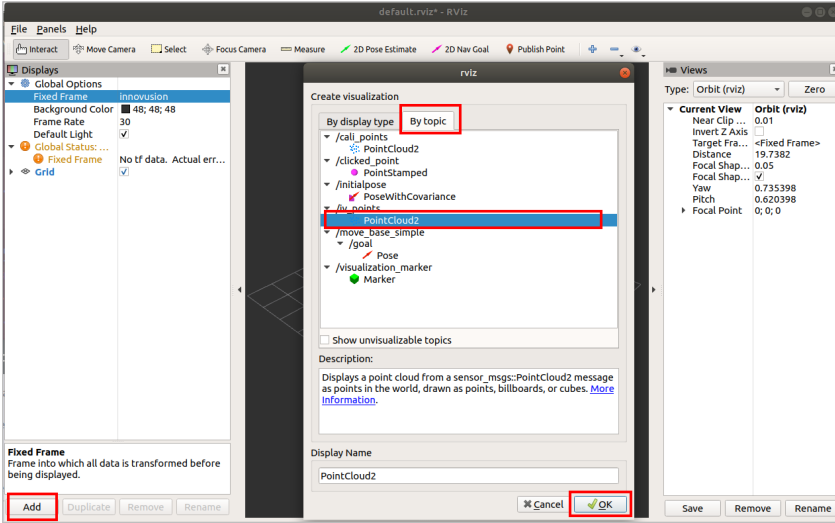 default.rviz* - RViz
File Panels Help
Interact Move Camera Select Focus Camera Measure 2D Pose Estimate 2D Nav Goal Publish Point
Displays
Global Options
Fixed Frame innovusion
Background Color 48; 48; 48
Frame Rate 30
Default Light
Global Status: ...
Fixed Frame No tf data. Actual err...
Grid
Fixed Frame
Frame into which all data is transformed before
being displayed.
Add Duplicate Remove Rename
rviz
Create visualization
By display type By topic
/cali_points
PointCloud2
/clicked_point
PointStamped
/initialpose
PoseWithCovariance
/iv_points
PointCloud2
/move_base_simple
/goal
Pose
/visualization_marker
Marker
Show unvisualizable topics
Description:
Displays a point cloud from a sensor_msgs::PointCloud2 message
as points in the world, drawn as points, billboards, or cubes. More
Information.
Display Name
PointCloud2
Cancel OK
Views
Type: Orbit (rviz) Zero
Current View Orbit (rviz)
Near Clip ... 0.01
Invert Z Axis
Target Fra... <Fixed Frame>
Distance 19.7382
Focal Shap... 0.05
Focal Shap...
Yaw 0.735398
Pitch 0.620398
Focal Point 0; 0; 0
Save Remove Rename